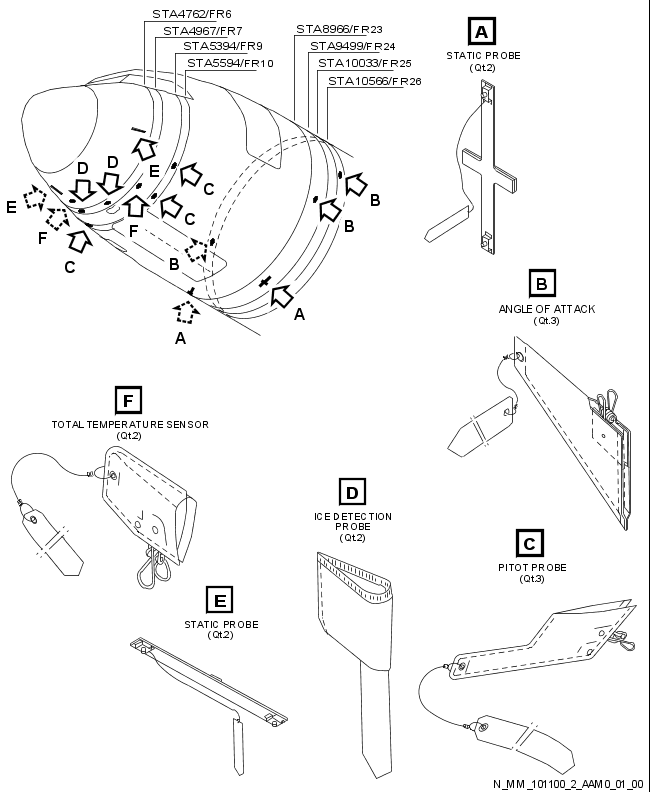 STA4762/FR6
STA4967/FR7
STA5394/FR9
STA5594/FR10
STA8966/FR23
STA9499/FR24
STA10033/FR25
STA10566/FR26
A
STATIC PROBE
(Qt.2)
D
D
E
C
C
E
F
C
F
B
B
B
A
A
B
ANGLE OF ATTACK
(Qt.3)
F
TOTAL TEMPERATURE SENSOR
(Qt.2)
D
ICE DETECTION
PROBE
(Qt.2)
C
PITOT PROBE
(Qt.3)
E
STATIC PROBE
(Qt.2)
N_MM_101100_2_AAM0_01_00